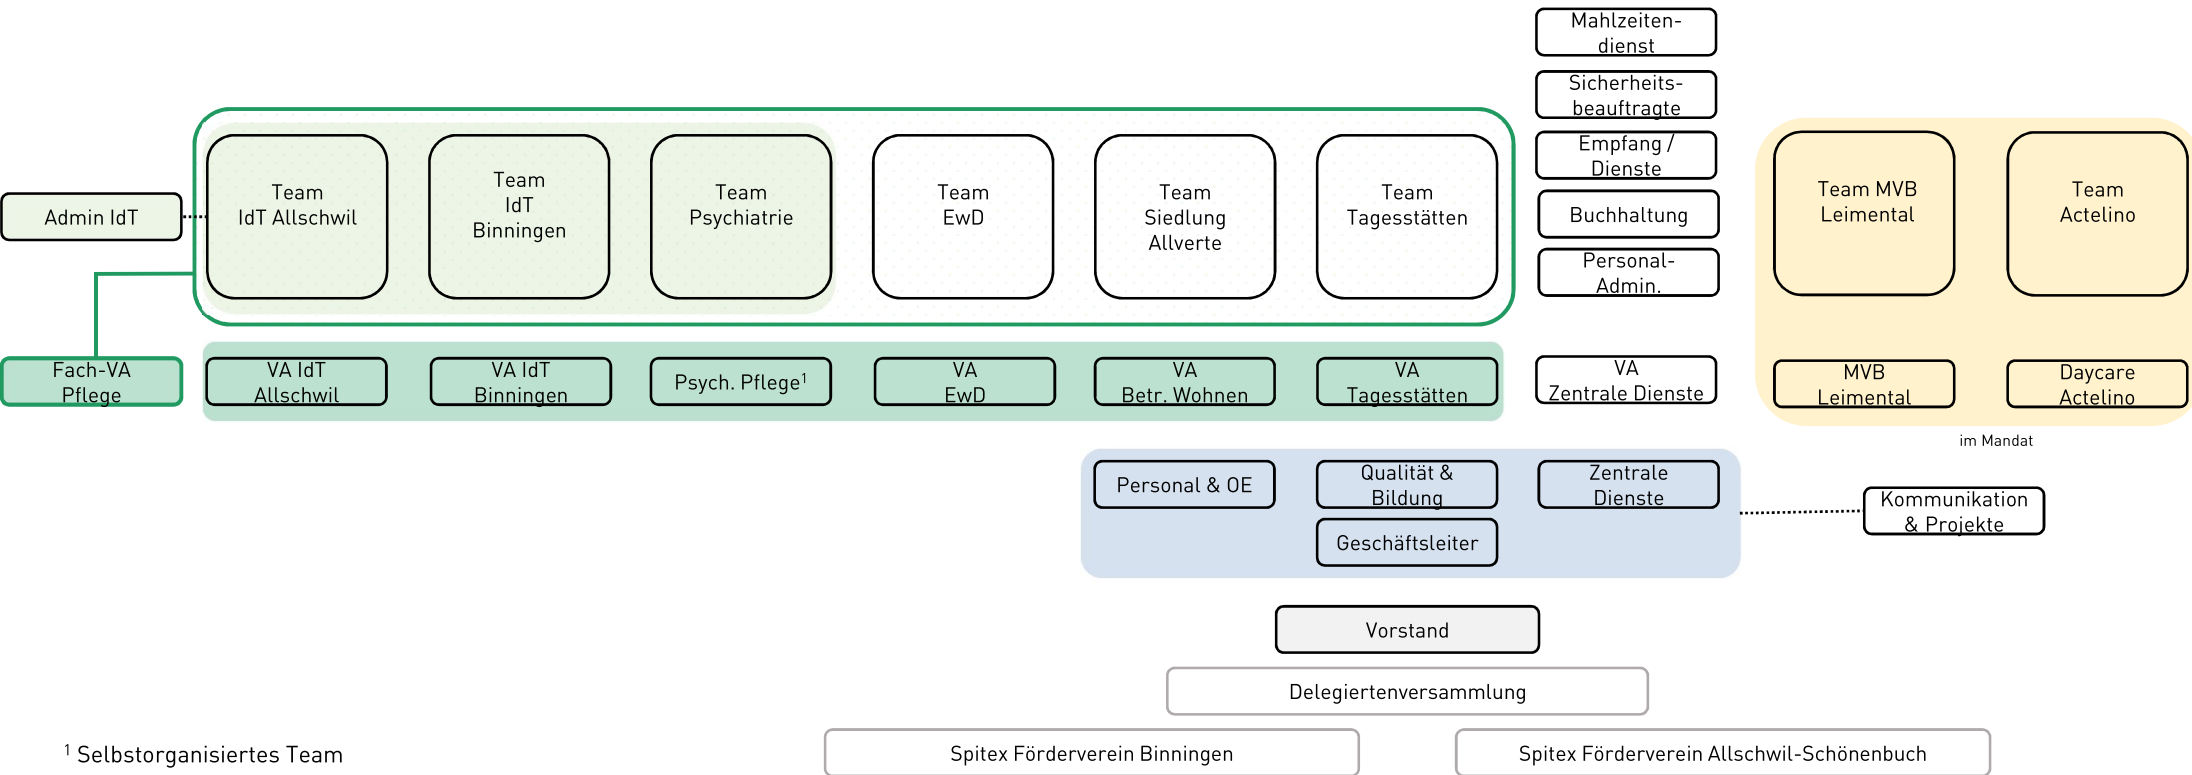 Mahlzeiten-
dienst
Sicherheits-
beauftragte
Empfang /
Dienste
Buchhaltung
Personal-
Admin.
Admin IdT
Team
IdT Allschwil
Team
IdT
Binningen
Team
Psychiatrie
Team
EwD
Team
Siedlung
Allverte
Team
Tagesstätten
Team MVB
Leimental
Team
Actelino
Fach-VA
Pflege
VA IdT
Allschwil
VA IdT
Binningen
Psych. Pflege¹
VA
EwD
VA
Betr. Wohnen
VA
Tagesstätten
VA
Zentrale Dienste
MVB
Leimental
Daycare
Actelino
im Mandat
Personal & OE
Qualität &
Bildung
Zentrale
Dienste
Geschäftsleiter
Kommunikation
& Projekte
Vorstand
Delegiertenversammlung
Spitex Förderverein Binningen
Spitex Förderverein Allschwil-Schönenbuch
¹ Selbstorganisiertes Team